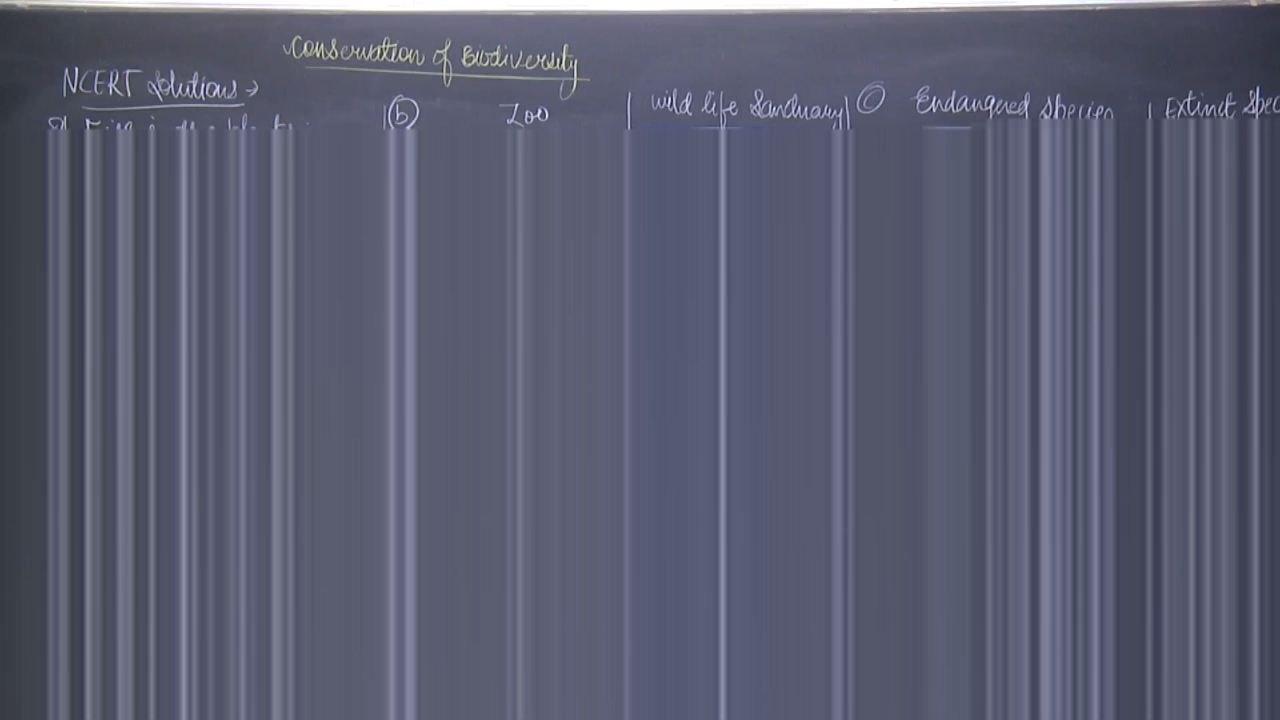 Conservation of Biodiversity
NCERT Solutions →
ⓑ Zoo | wild life Sanctuary | © Endangered species | Extinct Spec